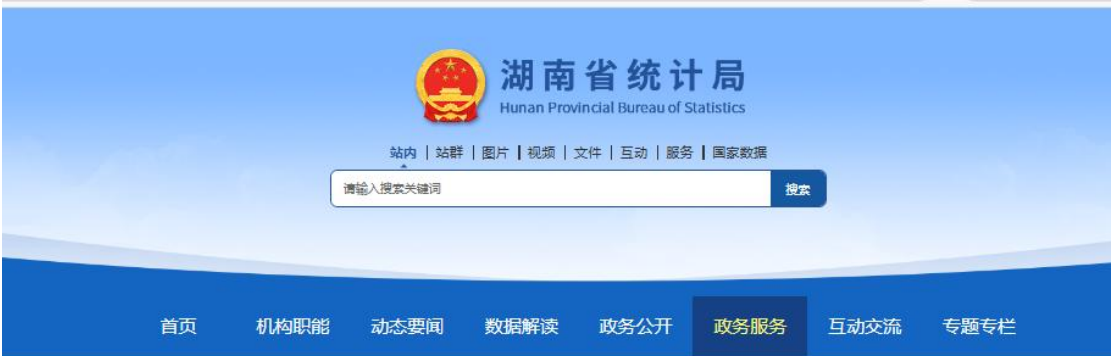 湖南省统计局
Hunan Provincial Bureau of Statistics
站内 | 站群 | 图片 | 视频 | 文件 | 互动 | 服务 | 国家数据
请输入搜索关键词 搜索
首页 机构职能 动态要闻 数据解读 政务公开 政务服务 互动交流 专题专栏